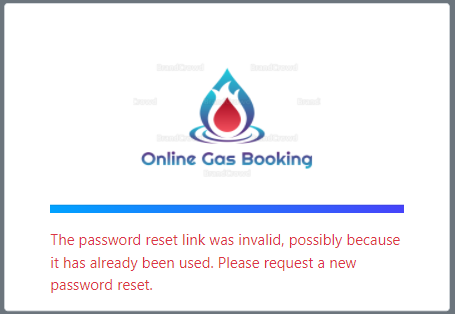 BrandCrowd BrandCrowd
Crowd Brand
BrandCrowd BrandCrowd
Online Gas Booking
BrandCrowd
The password reset link was invalid, possibly because
it has already been used. Please request a new
password reset.